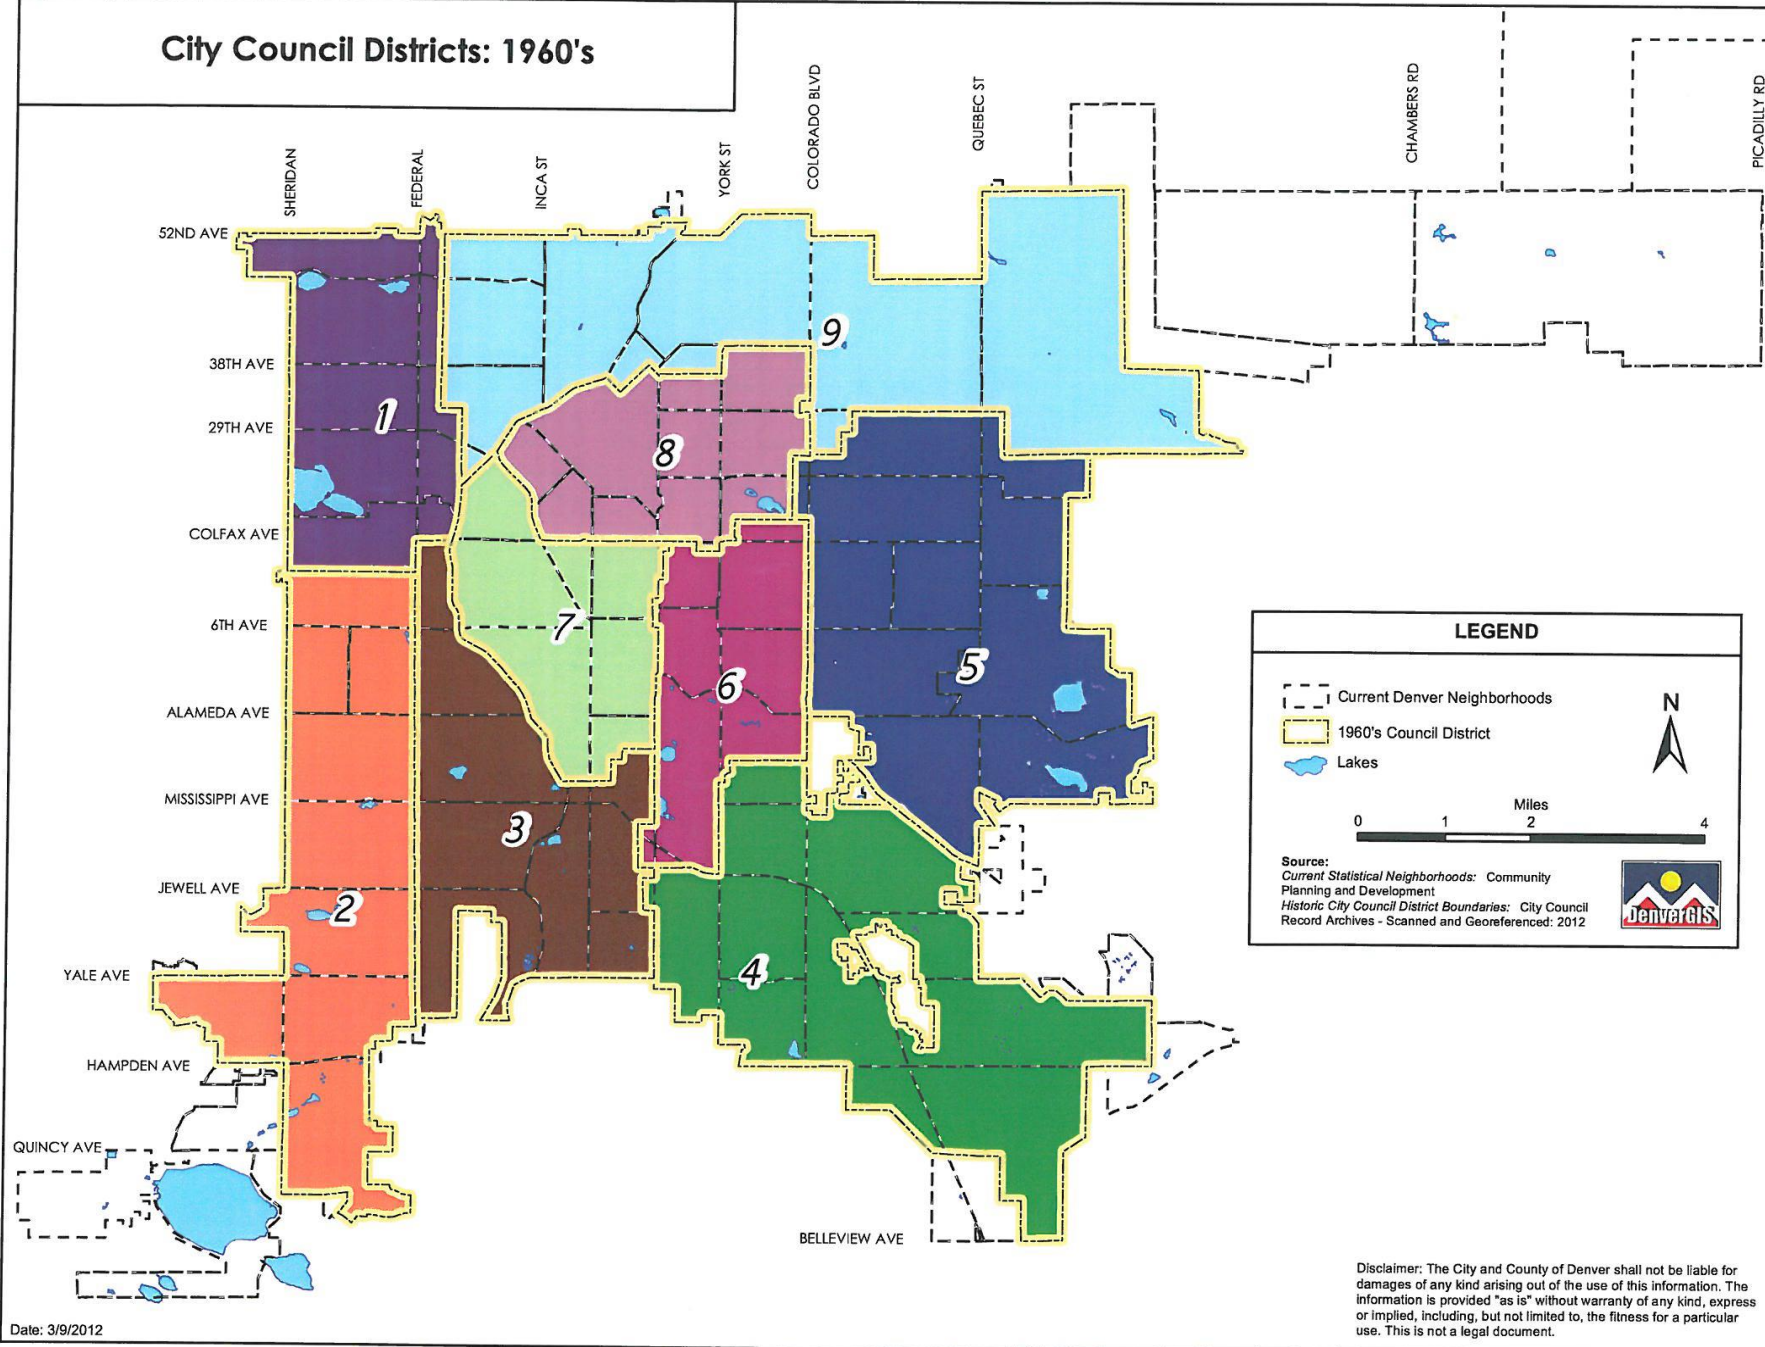 City Council Districts: 1960's
SHERIDAN
FEDERAL
INCA ST
YORK ST
COLORADO BLVD
QUEBEC ST
CHAMBERS RD
PICADILLY RD
52ND AVE
38TH AVE
29TH AVE
COLFAX AVE
6TH AVE
ALAMEDA AVE
MISSISSIPPI AVE
JEWELL AVE
YALE AVE
HAMPDEN AVE
QUINCY AVE
BELLEVIEW AVE
9
1
8
7
5
6
3
2
4
LEGEND
Current Denver Neighborhoods
1960's Council District
Lakes
N
Miles
0 1 2 4
Source:
Current Statistical Neighborhoods: Community
Planning and Development
Historic City Council District Boundaries: City Council
Record Archives - Scanned and Georeferenced: 2012
DenverGIS
Disclaimer: The City and County of Denver shall not be liable for
damages of any kind arising out of the use of this information. The
information is provided "as is" without warranty of any kind, express
or implied, including, but not limited to, the fitness for a particular
use. This is not a legal document.
Date: 3/9/2012